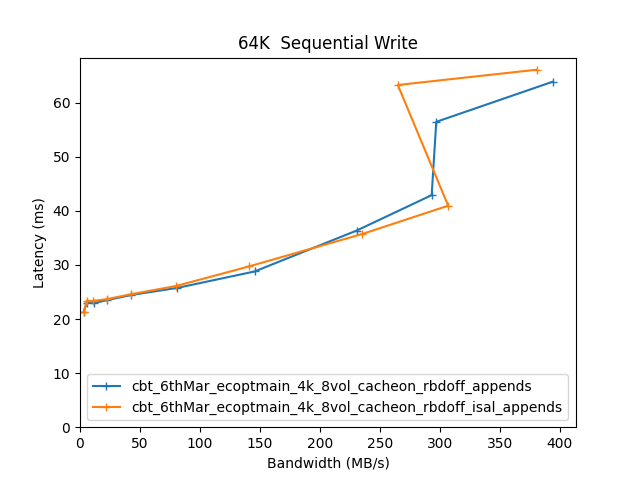 64K  Sequential Write
Latency (ms)
60
50
40
30
20
10
0
cbt_6thMar_ecoptmain_4k_8vol_cacheon_rbdoff_appends
cbt_6thMar_ecoptmain_4k_8vol_cacheon_rbdoff_isal_appends
0 50 100 150 200 250 300 350 400
Bandwidth (MB/s)